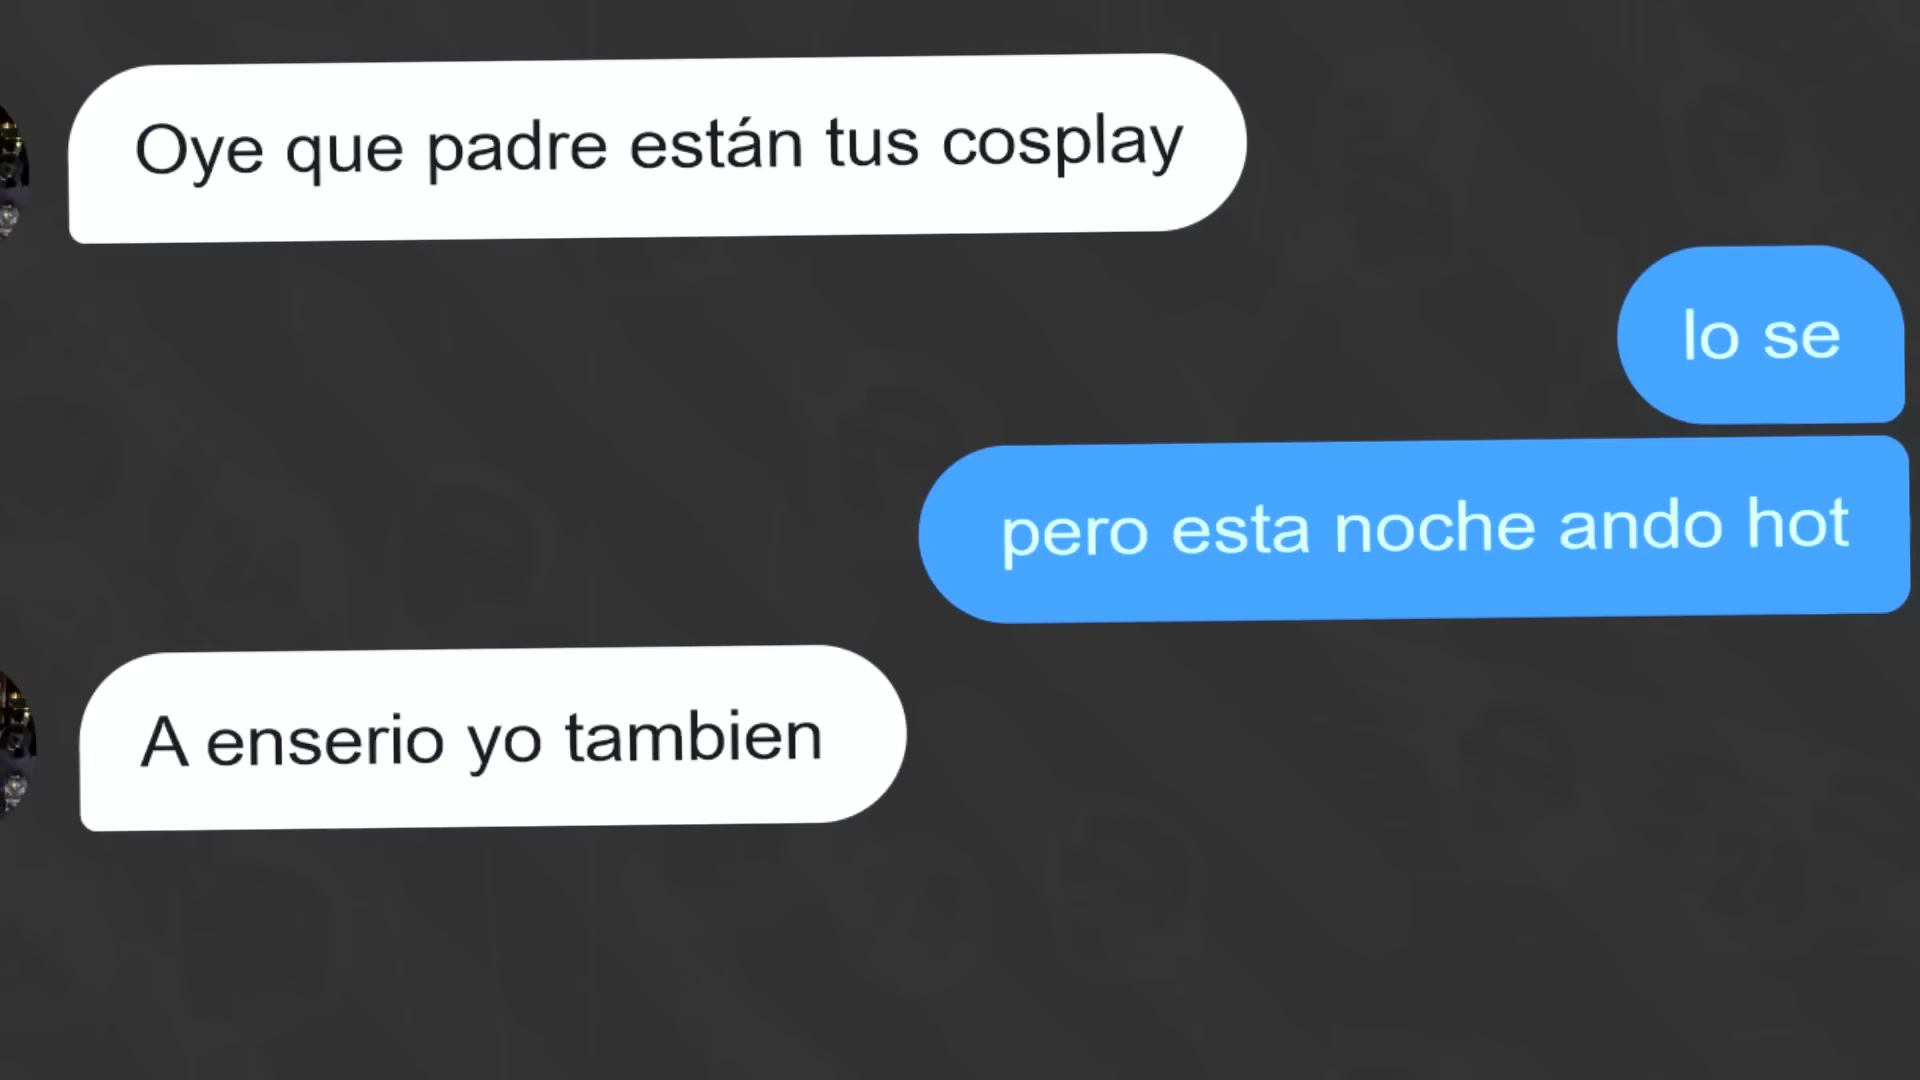 Oye que padre están tus cosplay
lo se
pero esta noche ando hot
A enserio yo tambien